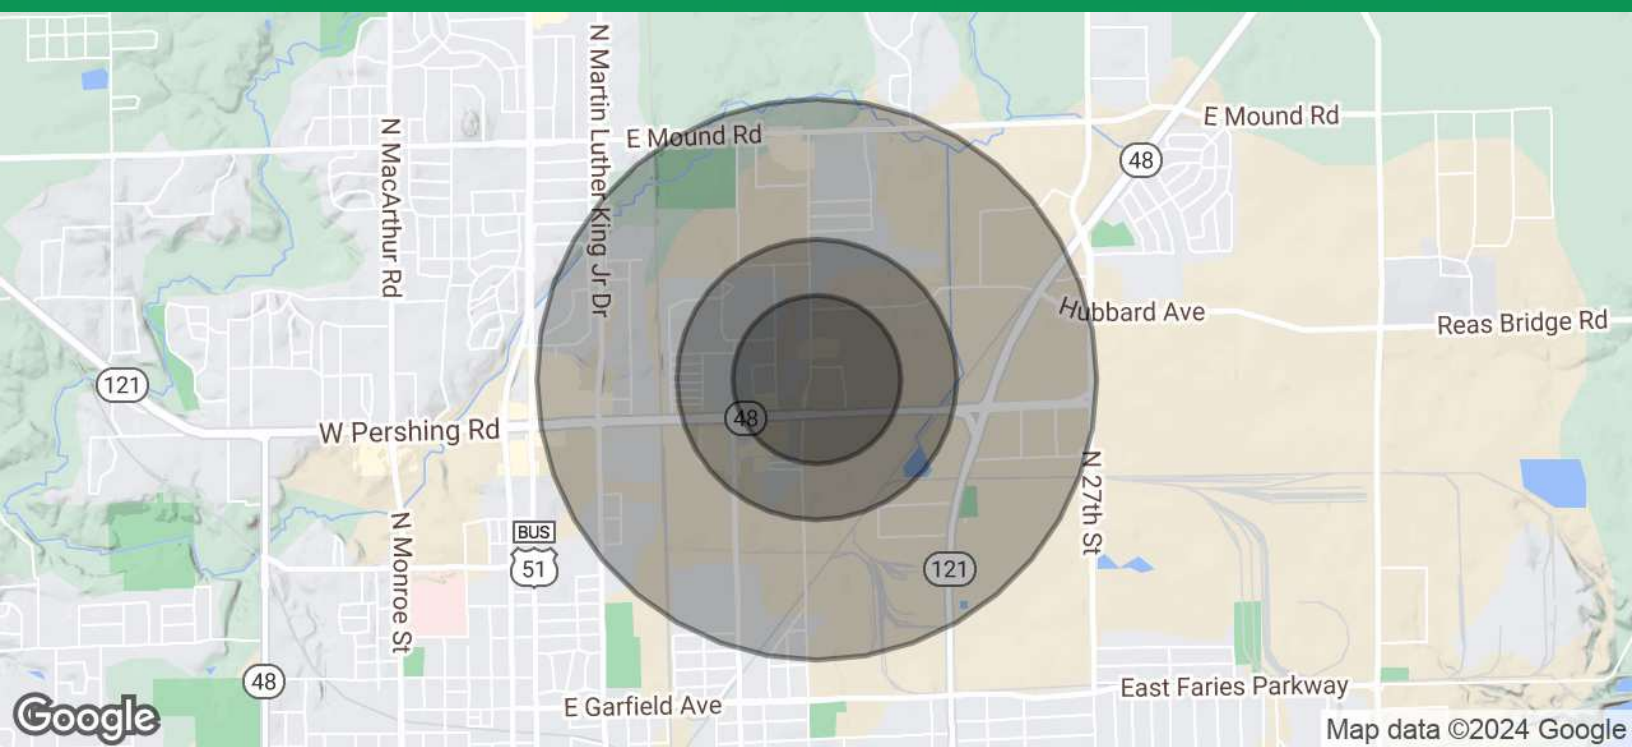 N Martin Luther King Jr Dr
E Mound Rd
E Mound Rd
48
N MacArthur Rd
Hubbard Ave
Reas Bridge Rd
121
48
W Pershing Rd
N 27th St
N Monroe St
BUS
51
121
48
East Faries Parkway
E Garfield Ave
Google
Map data ©2024 Google